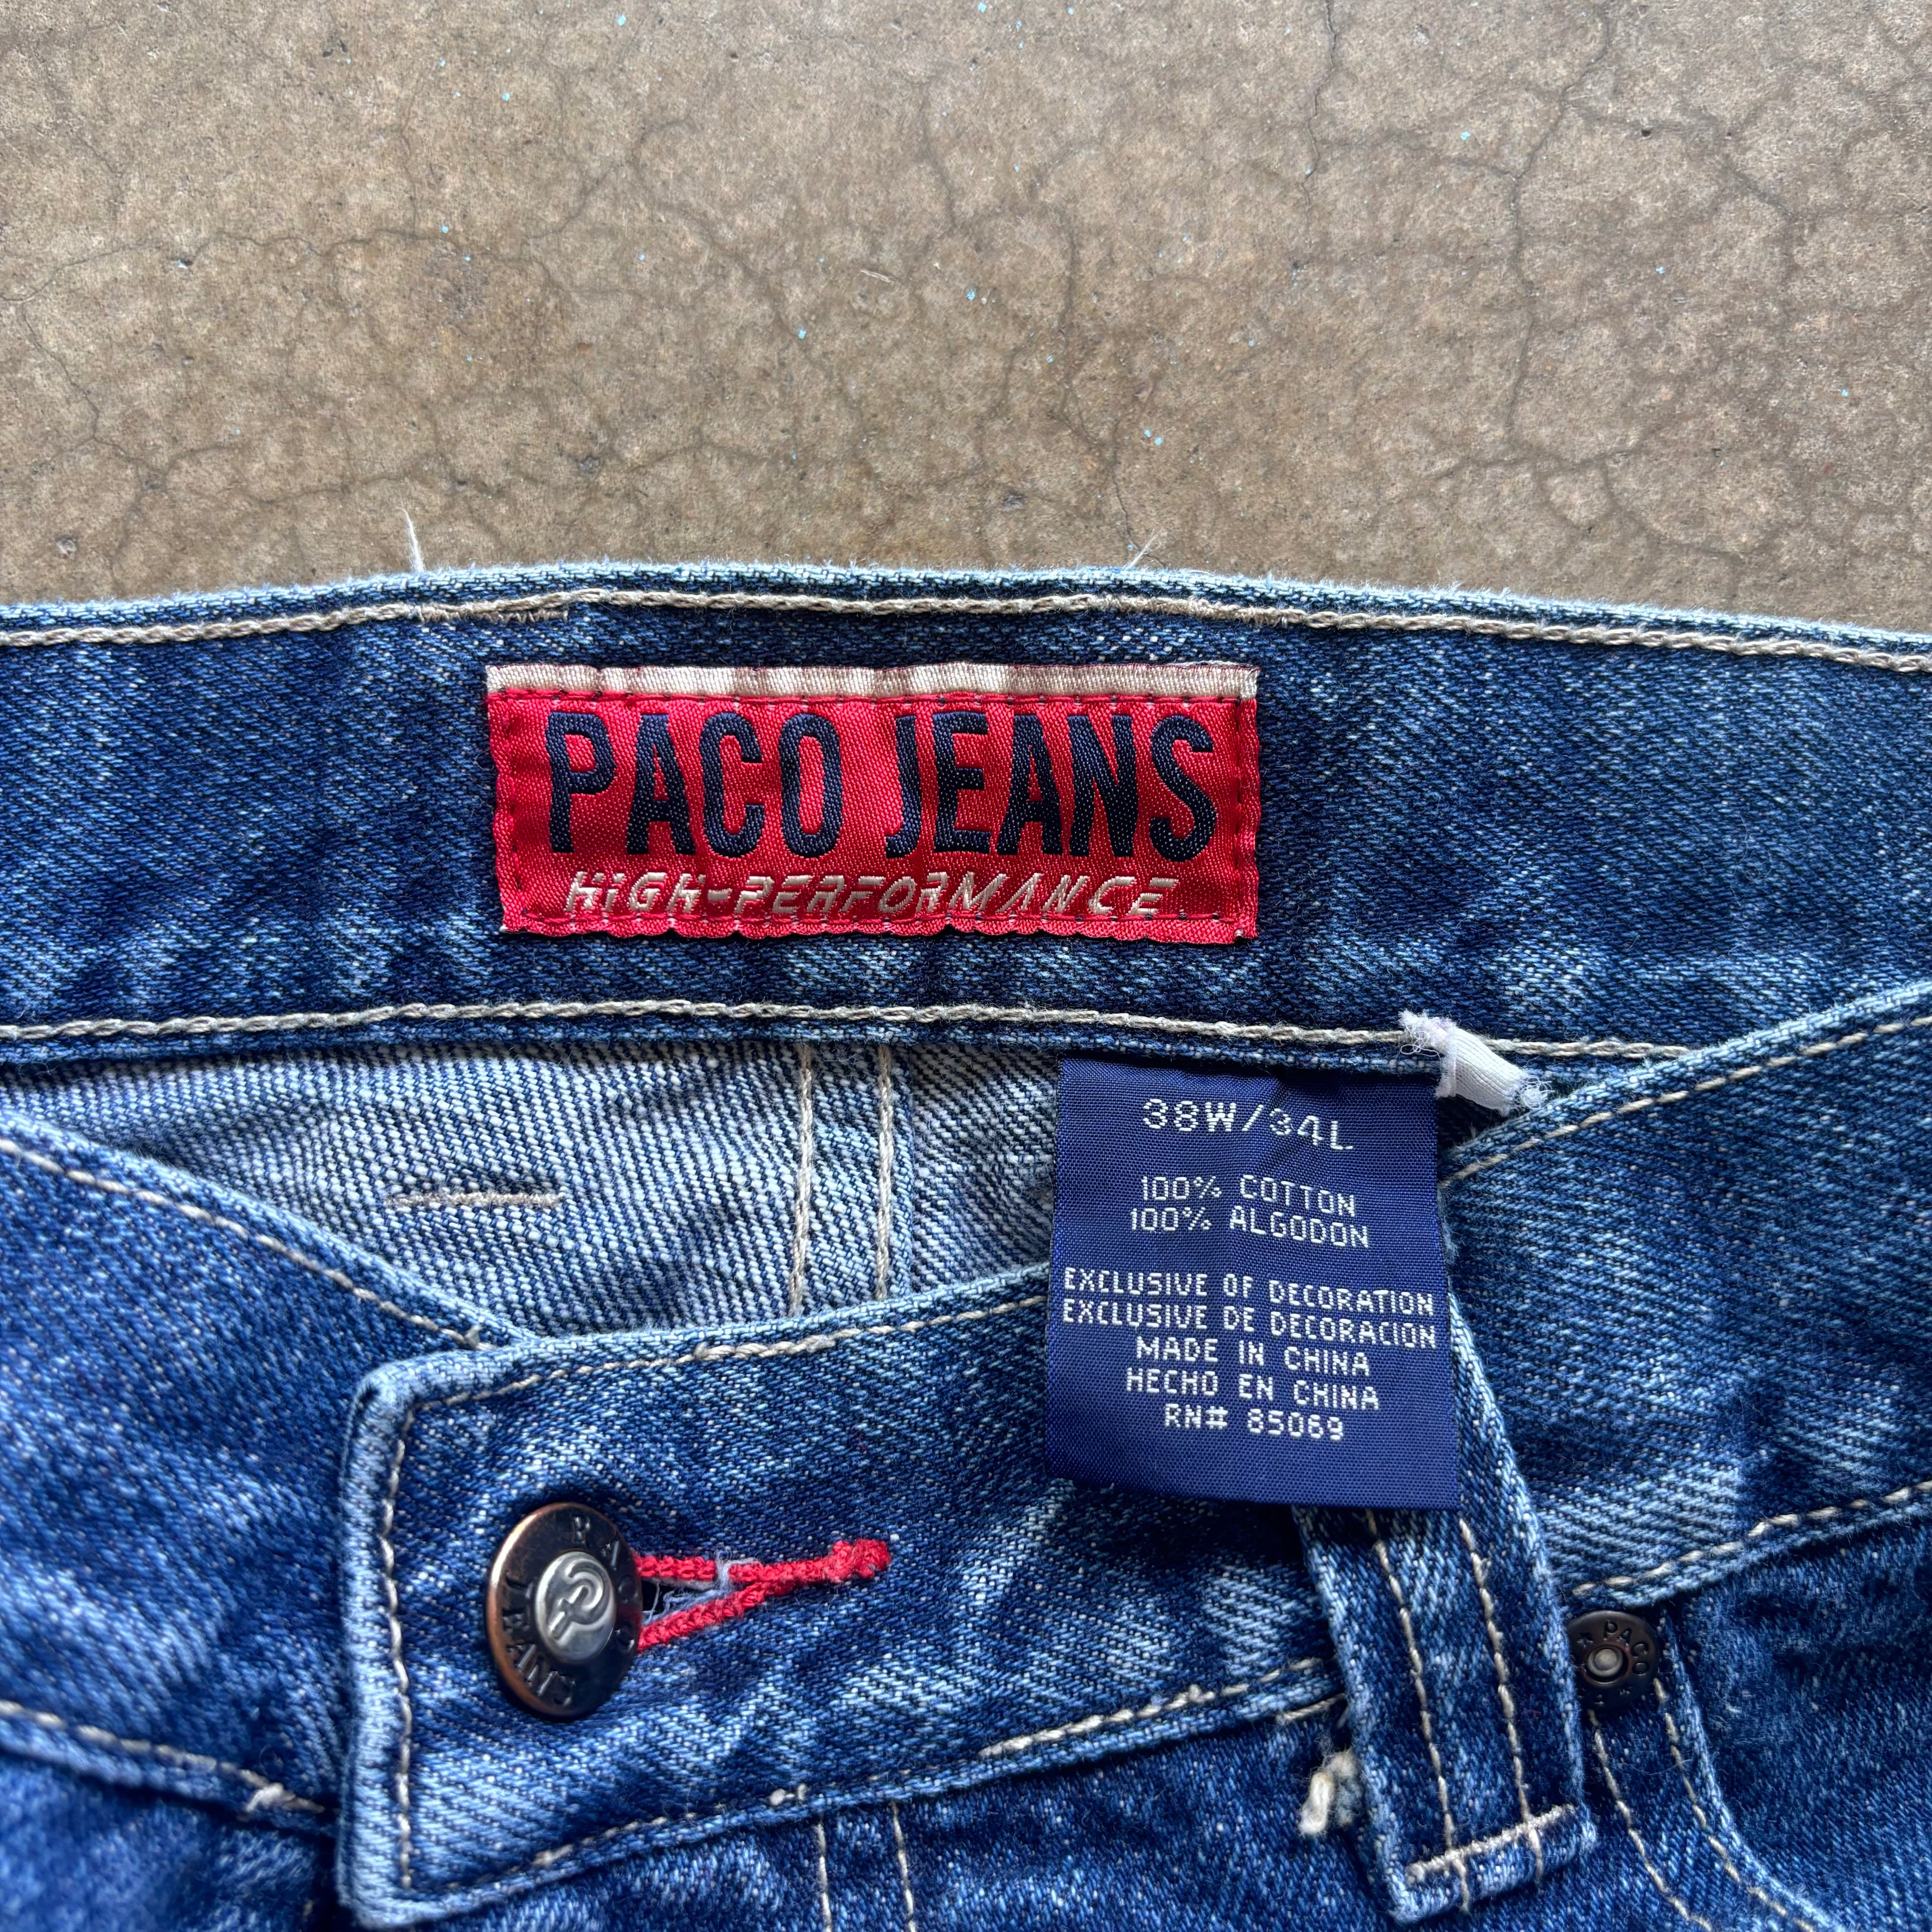 PACO JEANS
HiGH-PERFORMANCE
38W/34L
100% COTTON
100% ALGODON
EXCLUSIVE OF DECORATION
EXCLUSIVE DE DECORACION
MADE IN CHINA
HECHO EN CHINA
RN# 85069
PACO
JEANS
PACO